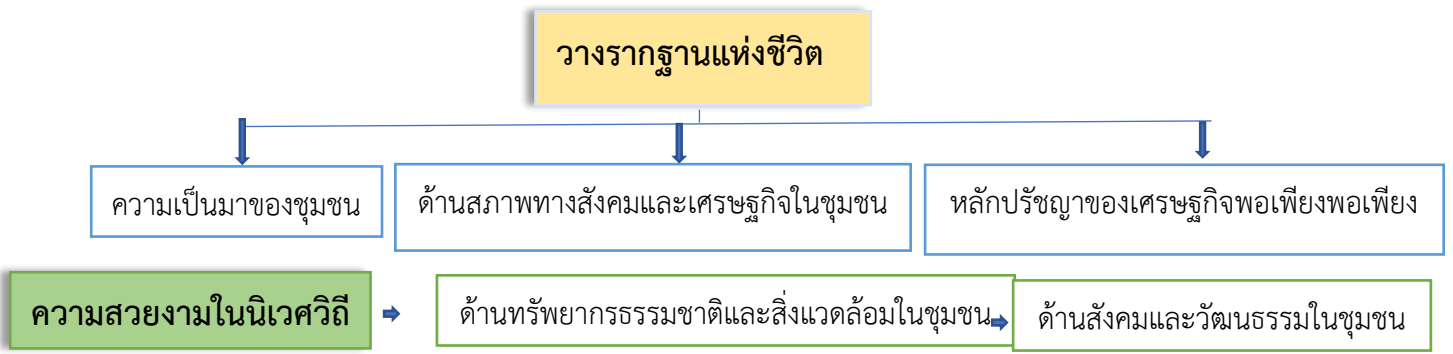 วางรากฐานแห่งชีวิต
ความเป็นมาของชุมชน
ด้านสภาพทางสังคมและเศรษฐกิจในชุมชน
หลักปรัชญาของเศรษฐกิจพอเพียงพอเพียง
ความสวยงามในนิเวศวิถี
ด้านทรัพยากรธรรมชาติและสิ่งแวดล้อมในชุมชน
ด้านสังคมและวัฒนธรรมในชุมชน